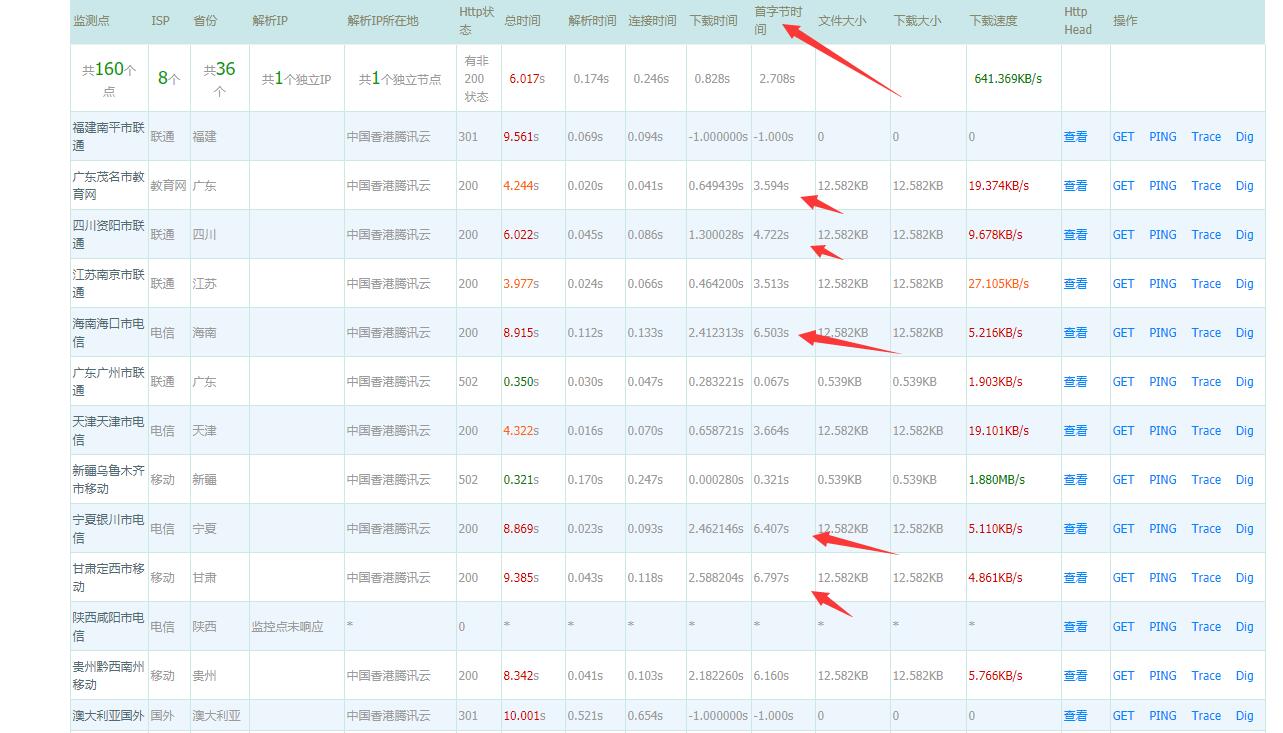 监测点 ISP 省份 解析IP 解析IP所在地 Http状态 总时间 解析时间 连接时间 下载时间 首字节时间 文件大小 下载大小 下载速度 Http Head 操作
共160个点 8个 共36个 共1个独立IP 共1个独立节点 有非200状态 6.017s 0.174s 0.246s 0.828s 2.708s 641.369KB/s
福建南平市联通 联通 福建 中国香港腾讯云 301 9.561s 0.069s 0.094s -1.000000s -1.000s 0 0 0 查看 GET PING Trace Dig
广东茂名市教育网 教育网 广东 中国香港腾讯云 200 4.244s 0.020s 0.041s 0.649439s 3.594s 12.582KB 12.582KB 19.374KB/s 查看 GET PING Trace Dig
四川资阳市联通 联通 四川 中国香港腾讯云 200 6.022s 0.045s 0.086s 1.300028s 4.722s 12.582KB 12.582KB 9.678KB/s 查看 GET PING Trace Dig
江苏南京市联通 联通 江苏 中国香港腾讯云 200 3.977s 0.024s 0.066s 0.464200s 3.513s 12.582KB 12.582KB 27.105KB/s 查看 GET PING Trace Dig
海南海口市电信 电信 海南 中国香港腾讯云 200 8.915s 0.112s 0.133s 2.412313s 6.503s 12.582KB 12.582KB 5.216KB/s 查看 GET PING Trace Dig
广东广州市联通 联通 广东 中国香港腾讯云 502 0.350s 0.030s 0.047s 0.283221s 0.067s 0.539KB 0.539KB 1.903KB/s 查看 GET PING Trace Dig
天津天津市电信 电信 天津 中国香港腾讯云 200 4.322s 0.016s 0.070s 0.658721s 3.664s 12.582KB 12.582KB 19.101KB/s 查看 GET PING Trace Dig
新疆乌鲁木齐市移动 移动 新疆 中国香港腾讯云 502 0.321s 0.170s 0.247s 0.000280s 0.321s 0.539KB 0.539KB 1.880MB/s 查看 GET PING Trace Dig
宁夏银川市电信 电信 宁夏 中国香港腾讯云 200 8.869s 0.023s 0.093s 2.462146s 6.407s 12.582KB 12.582KB 5.110KB/s 查看 GET PING Trace Dig
甘肃定西市移动 移动 甘肃 中国香港腾讯云 200 9.385s 0.043s 0.118s 2.588204s 6.797s 12.582KB 12.582KB 4.861KB/s 查看 GET PING Trace Dig
陕西咸阳市电信 电信 陕西 监控点未响应 * 0 * * * * * * * * 查看 GET PING Trace Dig
贵州黔西南州移动 移动 贵州 中国香港腾讯云 200 8.342s 0.041s 0.103s 2.182260s 6.160s 12.582KB 12.582KB 5.766KB/s 查看 GET PING Trace Dig
澳大利亚国外 国外 澳大利亚 中国香港腾讯云 301 10.001s 0.521s 0.654s -1.000000s -1.000s 0 0 0 查看 GET PING Trace Dig